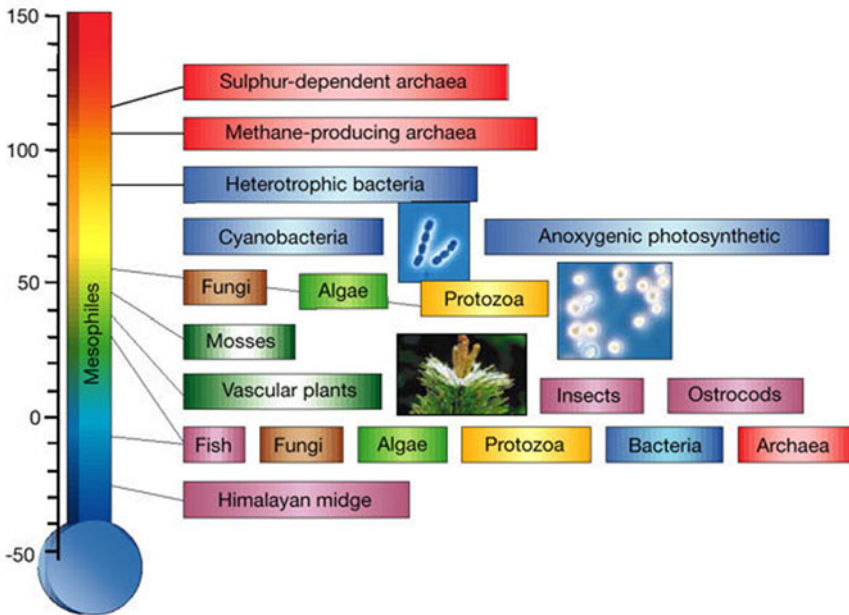 150
Sulphur-dependent archaea
Methane-producing archaea
100
Heterotrophic bacteria
Cyanobacteria
Anoxygenic photosynthetic
50
Fungi
Algae
Protozoa
Mesophiles
Mosses
Vascular plants
Insects
Ostrocods
0
Fish
Fungi
Algae
Protozoa
Bacteria
Archaea
Himalayan midge
-50